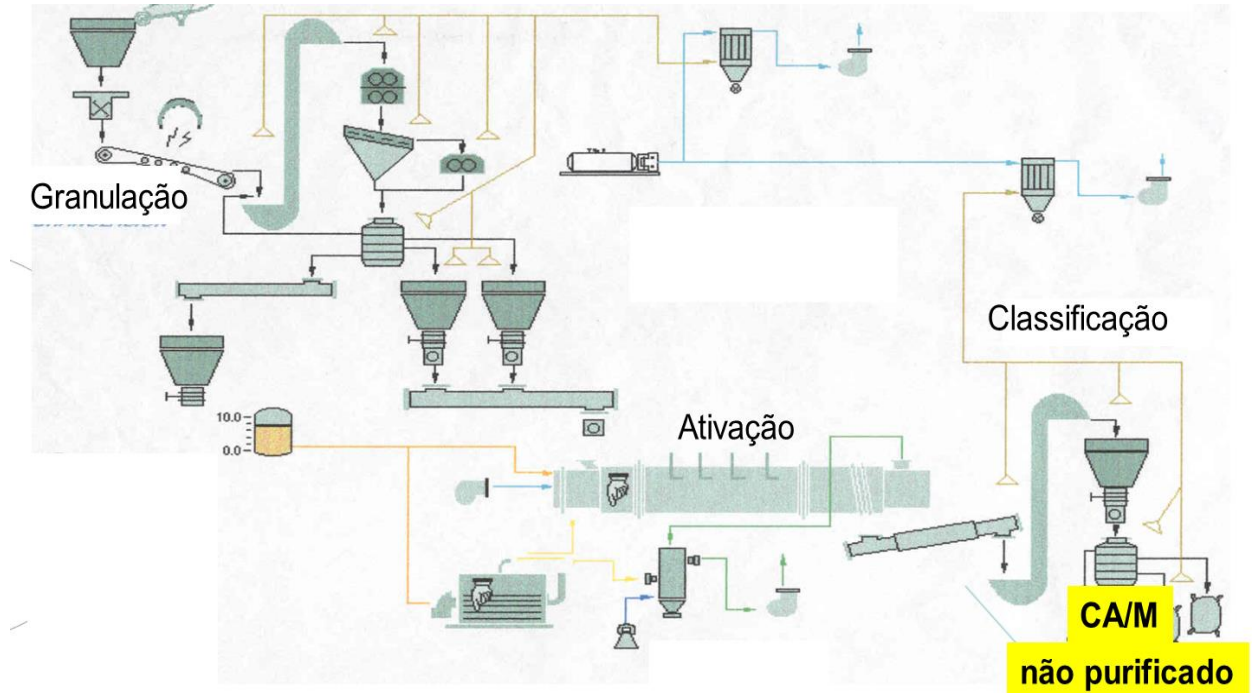 Granulação
Classificação
10.0
0.0
Ativação
CA/M
não purificado